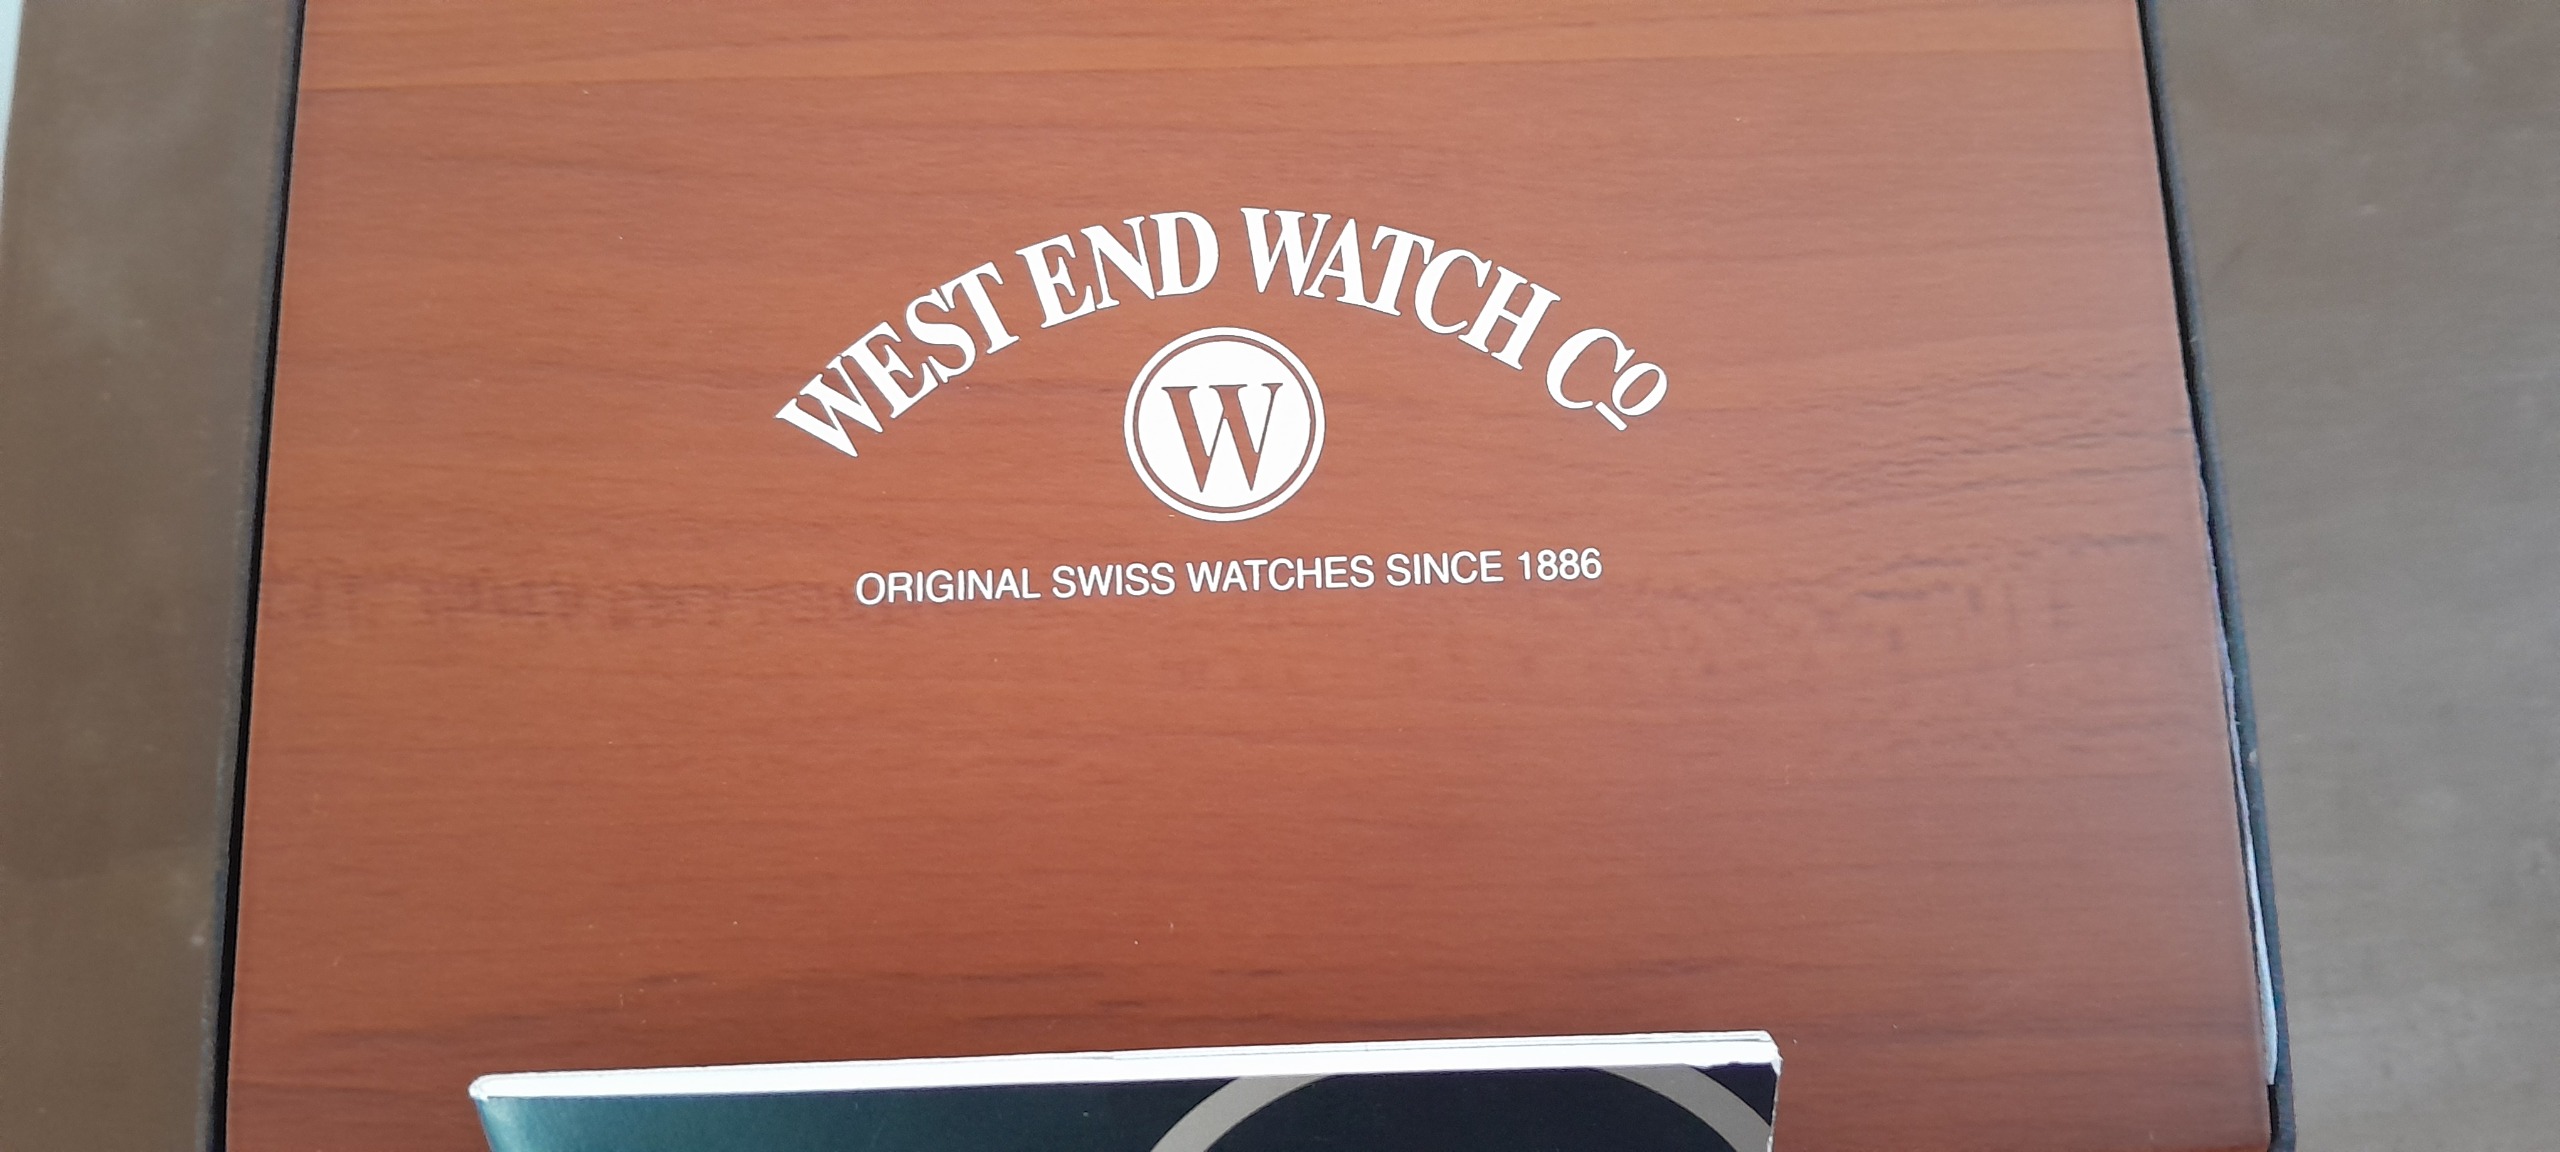 WEST END WATCH CO
W
ORIGINAL SWISS WATCHES SINCE 1886